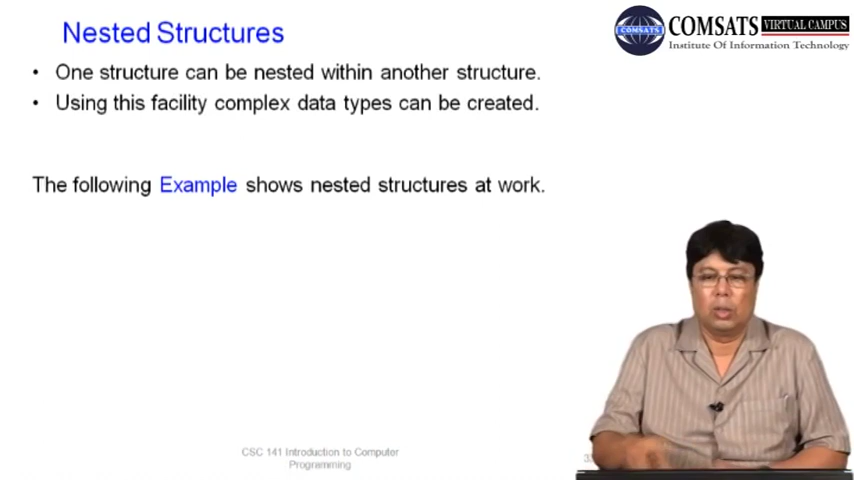 Nested Structures
COMSATS VIRTUAL CAMPUS
Institute Of Information Technology
COMSATS
• One structure can be nested within another structure.
• Using this facility complex data types can be created.
The following Example shows nested structures at work.
CSC 141 Introduction to Computer
Programming